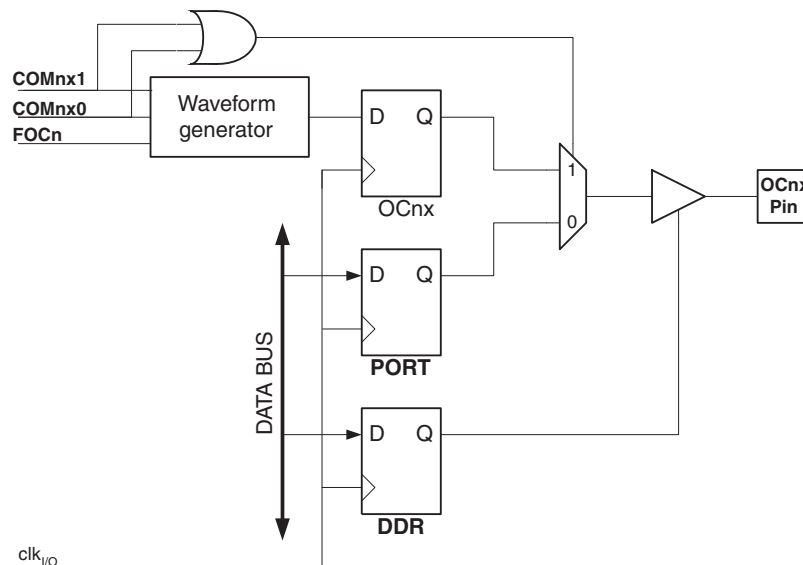 COMnx1
COMnx0
FOCn
Waveform
generator
D Q
OCnx
1
0
OCnx
Pin
D Q
PORT
DATA BUS
D Q
DDR
clkI/O